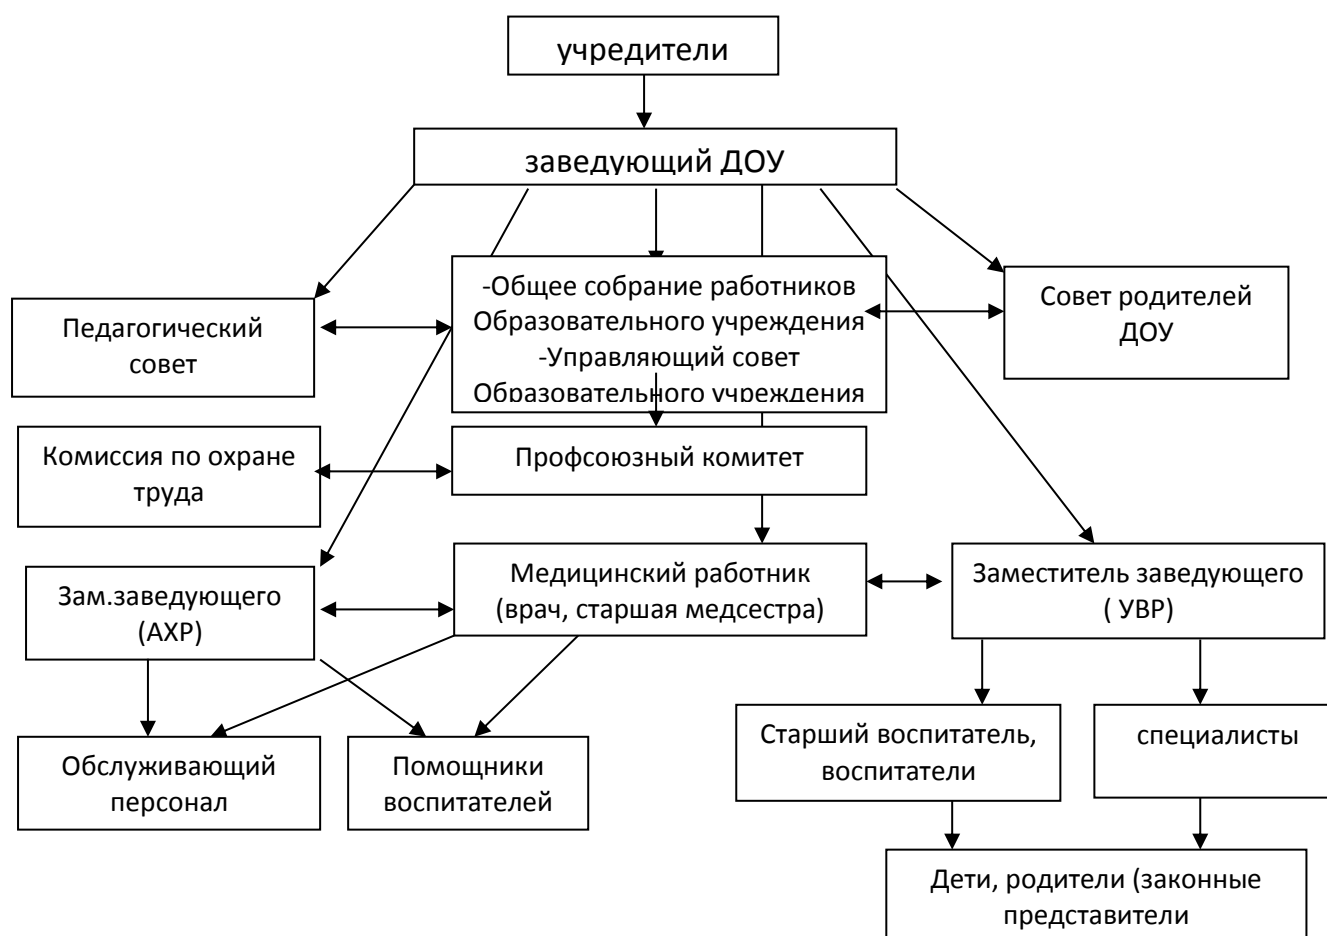 учредители
заведующий ДОУ
-Общее собрание работников
Образовательного учреждения
-Управляющий совет
Образовательного учреждения
Совет родителей
ДОУ
Педагогический
совет
Комиссия по охране
труда
Профсоюзный комитет
Зам.заведующего
(АХР)
Медицинский работник
(врач, старшая медсестра)
Заместитель заведующего
( УВР)
Обслуживающий
персонал
Помощники
воспитателей
Старший воспитатель,
воспитатели
специалисты
Дети, родители (законные
представители